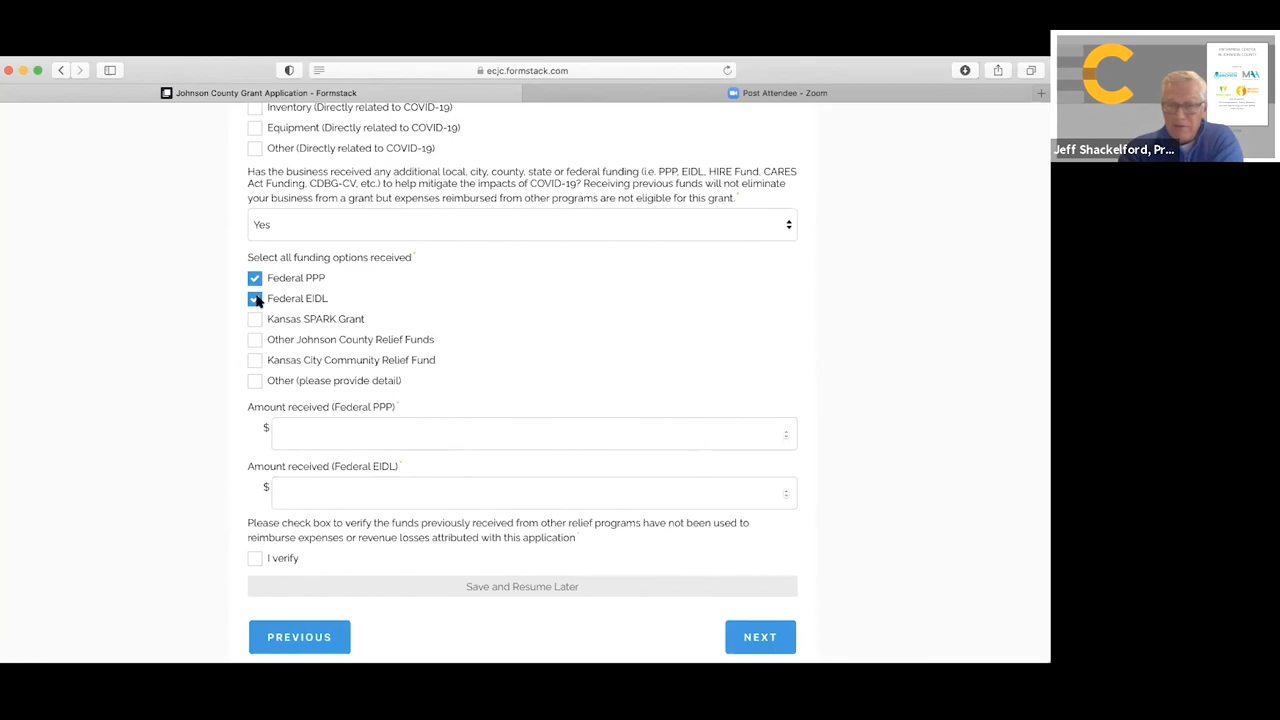 ecjc.formstack.com
Johnson County Grant Application - Formstack
Post Attendee - Zoom
Inventory (Directly related to COVID-19)
Equipment (Directly related to COVID-19)
Other (Directly related to COVID-19)
Has the business received any additional local, city, county, state or federal funding (i.e. PPP, EIDL, HIRE Fund, CARES
Act Funding, CDBG-CV, etc.) to help mitigate the impacts of COVID-19? Receiving previous funds will not eliminate
your business from a grant but expenses reimbursed from other programs are not eligible for this grant.*
Yes
Select all funding options received*
Federal PPP
Federal EIDL
Kansas SPARK Grant
Other Johnson County Relief Funds
Kansas City Community Relief Fund
Other (please provide detail)
Amount received (Federal PPP)*
$
Amount received (Federal EIDL)*
$
Please check box to verify the funds previously received from other relief programs have not been used to
reimburse expenses or revenue losses attributed with this application*
I verify
Save and Resume Later
PREVIOUS
NEXT
C
ENTERPRISE CENTER
IN JOHNSON COUNTY
Jeff Shackelford, Pr...